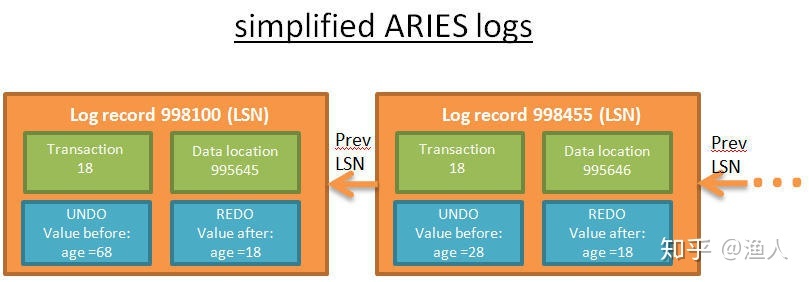 simplified ARIES logs
Log record 998100 (LSN)
Transaction
18
Data location
995645
UNDO
Value before:
age =68
REDO
Value after:
age =18
Prev
LSN
Log record 998455 (LSN)
Transaction
18
Data location
995646
UNDO
Value before:
age =28
REDO
Value after:
age =18
Prev
LSN
知乎 @渔人